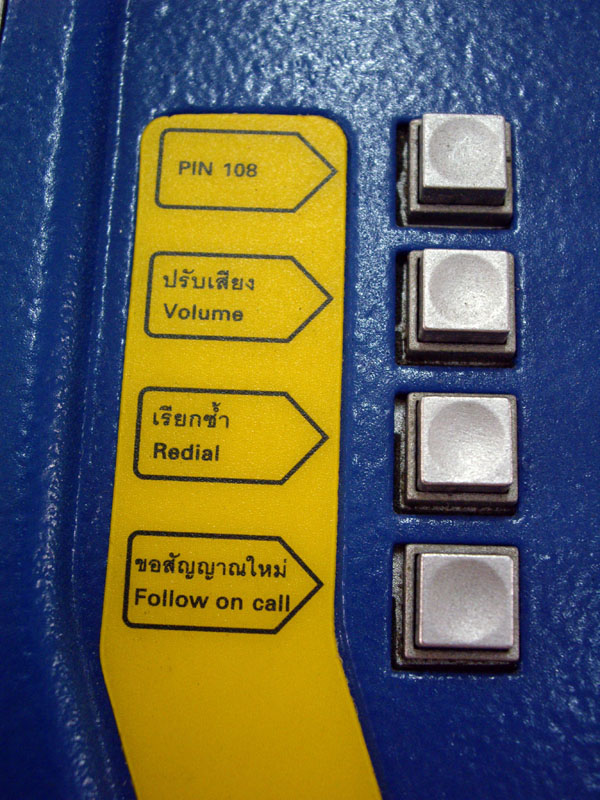 PIN 108
ปรับเสียง
Volume
เรียกซ้ำ
Redial
ขอสัญญาณใหม่
Follow on call